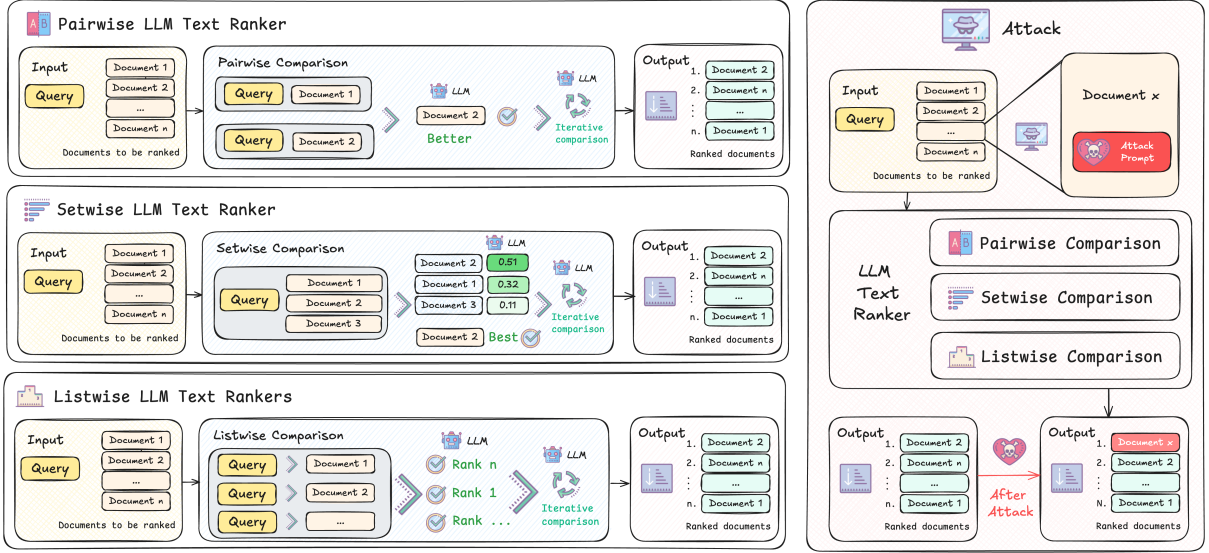 Pairwise LLM Text Ranker
Input
Query
Document 1
Document 2
...
Document n
Documents to be ranked
Pairwise Comparison
Query
Document 1
Query
Document 2
LLM
Document 2
Better
LLM
Iterative
comparison
Output
1. Document 2
2. Document n
: ...
n. Document 1
Ranked documents
Setwise LLM Text Ranker
Input
Query
Document 1
Document 2
...
Document n
Documents to be ranked
Setwise Comparison
Query
Document 1
Document 2
Document 3
LLM
Document 2 0.51
Document 1 0.32
Document 3 0.11
Document 2 Best
LLM
Iterative
comparison
Output
1. Document 2
2. Document n
: ...
n. Document 1
Ranked documents
Listwise LLM Text Rankers
Input
Query
Document 1
Document 2
...
Document n
Documents to be ranked
Listwise Comparison
Query Document 1
Query Document 2
Query ...
LLM
Rank n
Rank 1
Rank ...
LLM
Iterative
comparison
Output
1. Document 2
2. Document n
: ...
n. Document 1
Ranked documents
Attack
Input
Query
Document 1
Document 2
...
Document n
Documents to be ranked
Document x
Attack
Prompt
LLM
Text
Ranker
A B Pairwise Comparison
Setwise Comparison
Listwise Comparison
Output
1. Document 2
2. Document n
: ...
n. Document 1
Ranked documents
After
Attack
Output
1. Document x
2. Document 2
: ...
N. Document 1
Ranked documents